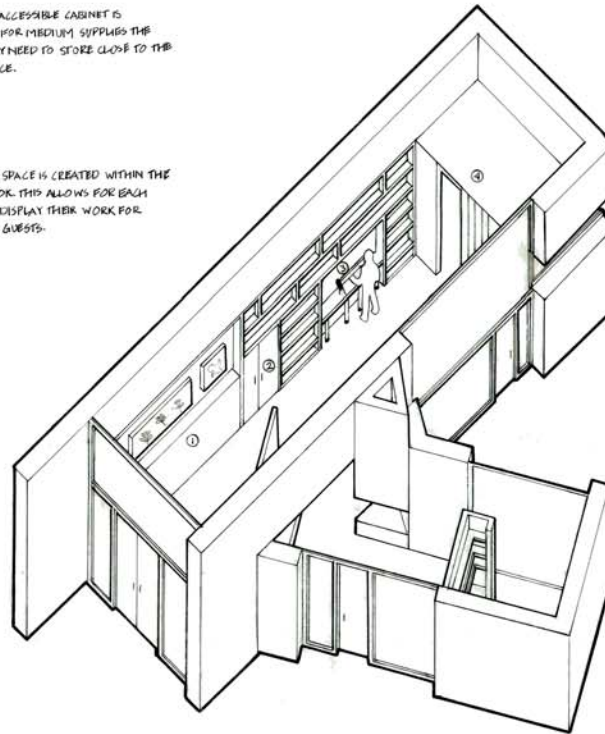 ACCESSIBLE CABINET IS
FOR MEDIUM SUPPLIES THE
NEED TO STORE CLOSE TO THE
CE.
SPACE IS CREATED WITHIN THE
OK. THIS ALLOWS FOR EACH
DISPLAY THEIR WORK FOR
GUESTS.
4
3
2
1